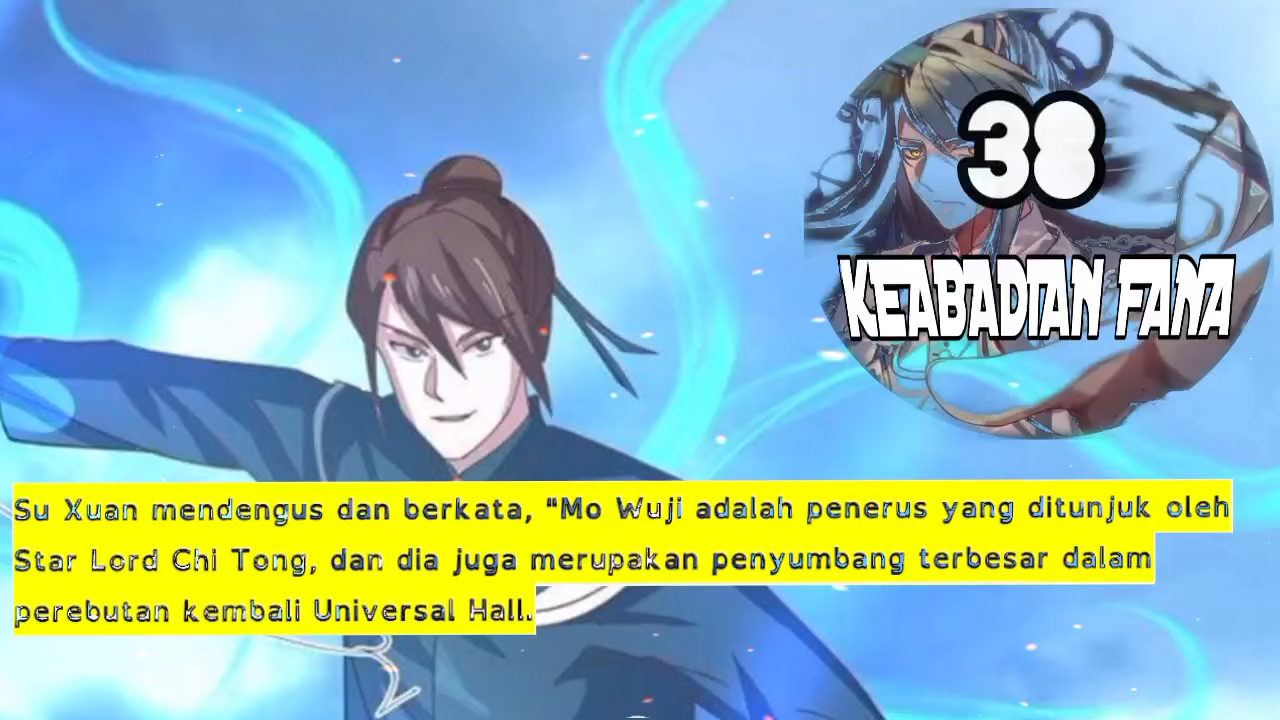 38
KEABADIAN FANA
Su Xuan mendengus dan berkata, "Mo Wuji adalah penerus yang ditunjuk oleh
Star Lord Chi Tong, dan dia juga merupakan penyumbang terbesar dalam
perebutan kembali Universal Hall.